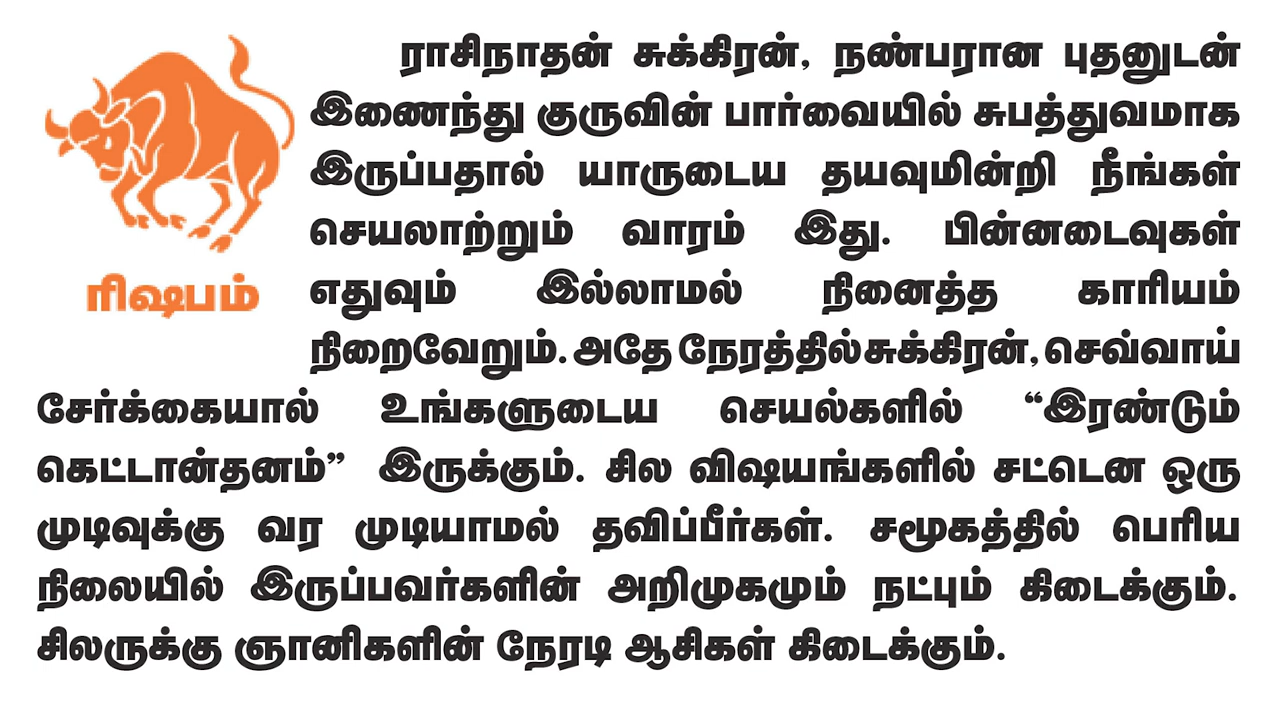 ராசிநாதன் சுக்கிரன், நண்பரான புதனுடன்
இணைந்து குருவின் பார்வையில் சுபத்துவமாக
இருப்பதால் யாருடைய தயவுமின்றி நீங்கள்
செயலாற்றும் வாரம் இது. பின்னடைவுகள்
எதுவும் இல்லாமல் நினைத்த காரியம்
நிறைவேறும். அதே நேரத்தில் சுக்கிரன், செவ்வாய்
சேர்க்கையால் உங்களுடைய செயல்களில் “இரண்டும்
கெட்டான்தனம்” இருக்கும். சில விஷயங்களில் சட்டென ஒரு
முடிவுக்கு வர முடியாமல் தவிப்பீர்கள். சமூகத்தில் பெரிய
நிலையில் இருப்பவர்களின் அறிமுகமும் நட்பும் கிடைக்கும்.
சிலருக்கு ஞானிகளின் நேரடி ஆசிகள் கிடைக்கும்.
ரிஷபம்